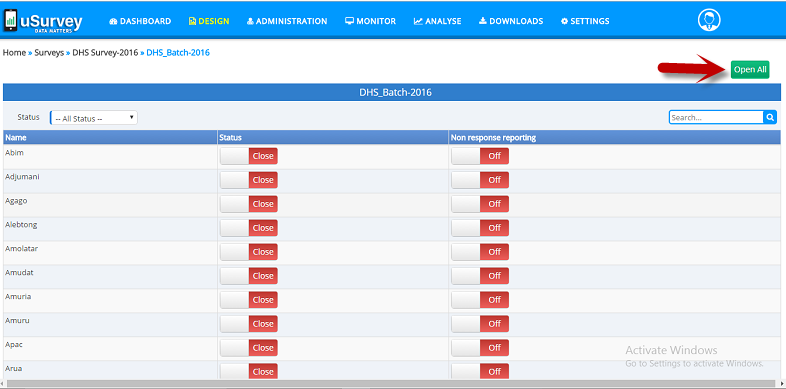 uSurvey
DATA MATTERS
DASHBOARD DESIGN ADMINISTRATION MONITOR ANALYSE DOWNLOADS SETTINGS
Home » Surveys » DHS Survey-2016 » DHS_Batch-2016
Open All
DHS_Batch-2016
Status -- All Status -- Search...
Name Status Non response reporting
Abim Close Off
Adjumani Close Off
Agago Close Off
Alebtong Close Off
Amolatar Close Off
Amudat Close Off
Amuria Close Off
Amuru Close Off
Apac Close Off
Arua Close Off
Activate Windows
Go to Settings to activate Windows.